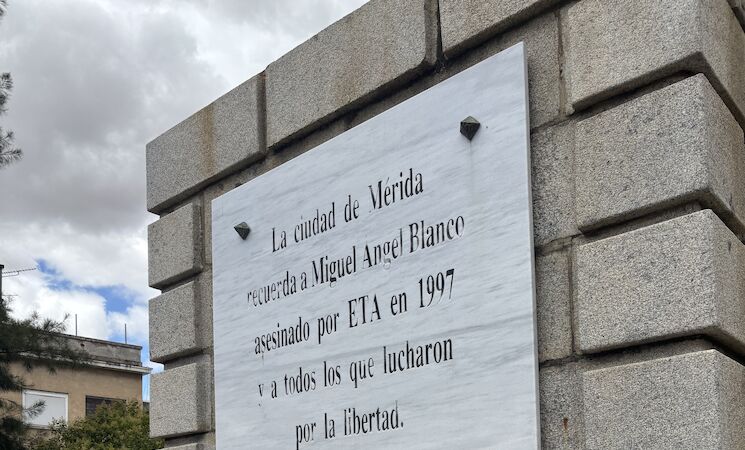 La ciudad de Mérida
recuerda a Miguel Angel Blanco
asesinado por ETA en 1997
y a todos los que lucharon
por la libertad.